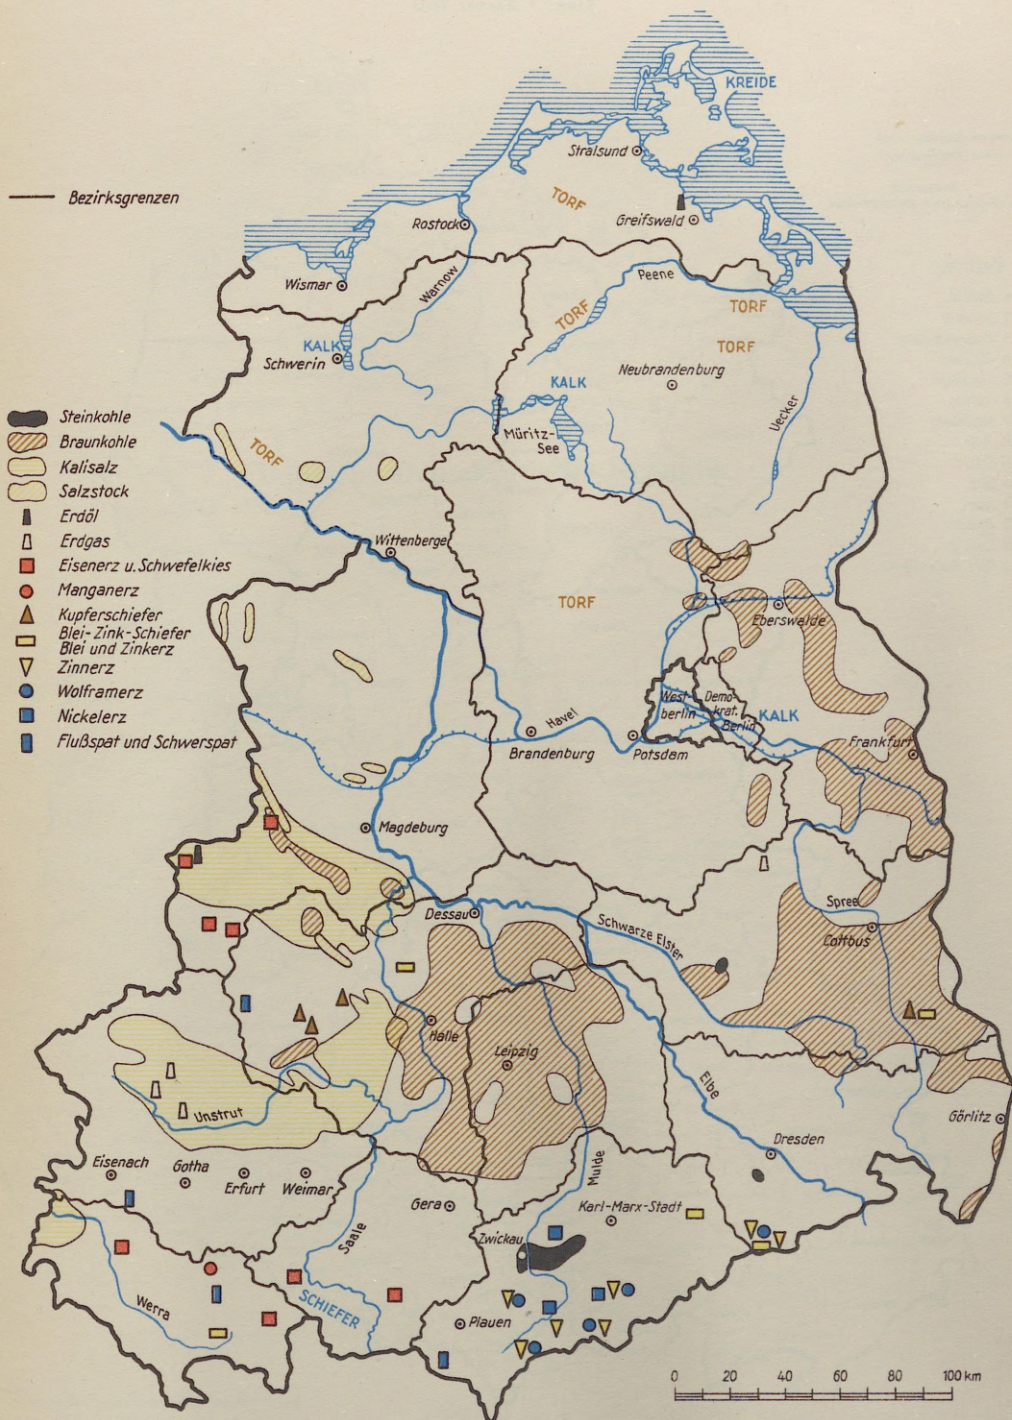 KREIDE
Stralsund
TORF
Bezirksgrenzen
Greifswald
Rostock
Wismar
Warnow
Peene
TORF
TORF
KALK
TORF
Schwerin
Neubrandenburg
KALK
Uecker
Müritz-
See
TORF
Steinkohle
Braunkohle
Kalisalz
Salzstock
Erdöl
Erdgas
Eisenerz u. Schwefelkies
Manganerz
Kupferschiefer
Blei-Zink-Schiefer
Blei und Zinkerz
Zinnerz
Wolframerz
Nickelerz
Flußspat und Schwerspat
Wittenberge
TORF
Eberswalde
West-
berlin
Demo-
krat.
Berlin
KALK
Havel
Brandenburg
Potsdam
Frankfurt
Magdeburg
Dessau
Spree
Schwarze Elster
Cottbus
Halle
Leipzig
Elbe
Unstrut
Görlitz
Dresden
Eisenach
Gotha
Erfurt
Weimar
Mulde
Gera
Karl-Marx-Stadt
Saale
Zwickau
Werra
SCHIEFER
Plauen
0 20 40 60 80 100 km